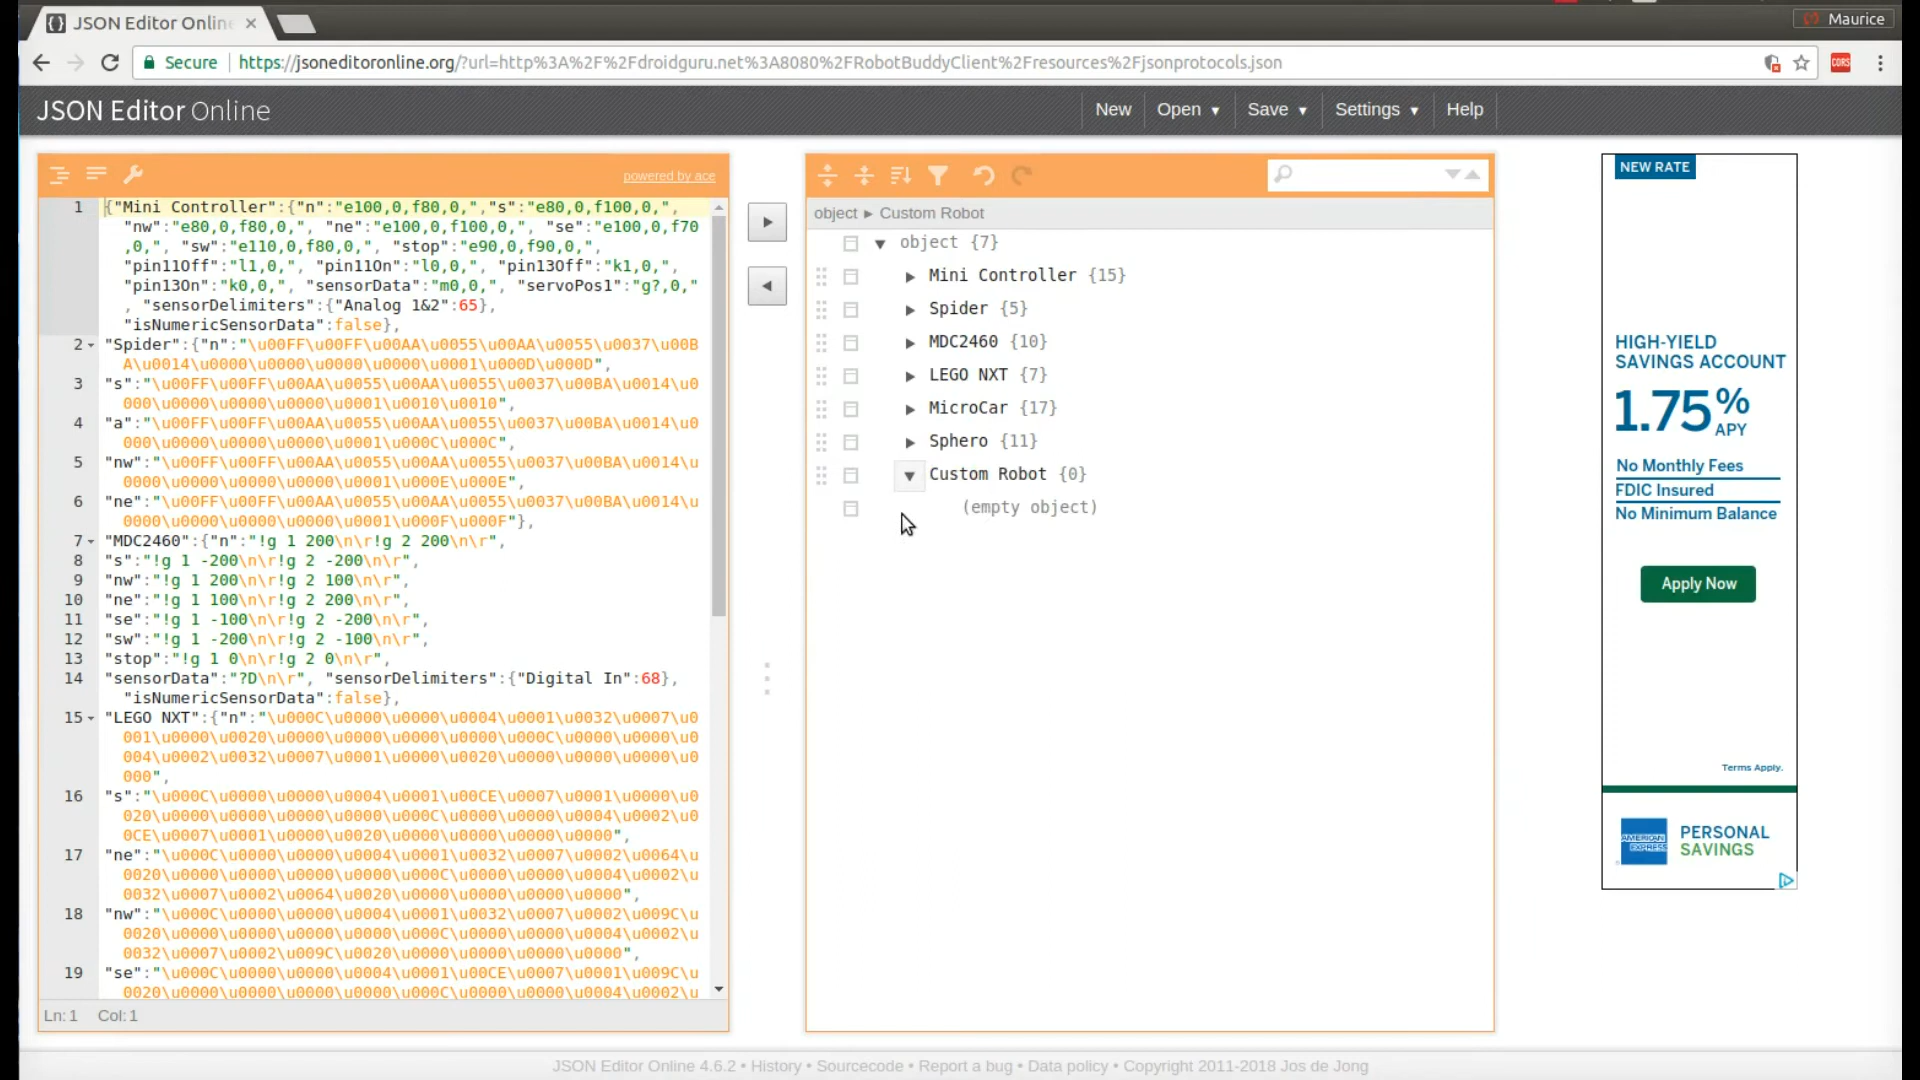 JSON Editor Online
Maurice
Secure
https://jsoneditoronline.org/?url=http%3A%2F%2Fdroidguru.net%3A8080%2FRobotBuddyClient%2Fresources%2Fjsonprotocols.json
CORS
JSON Editor Online
New
Open
Save
Settings
Help
powered by ace
1 {"Mini Controller":{"n":"e100,0,f80,0,","s":"e80,0,f100,0,",
"nw":"e80,0,f80,0,", "ne":"e100,0,f100,0,", "se":"e100,0,f70
,0,", "sw":"e110,0,f80,0,", "stop":"e90,0,f90,0,",
"pin11Off":"l1,0,", "pin11On":"l0,0,", "pin13Off":"k1,0,",
"pin13On":"k0,0,", "sensorData":"m0,0,", "servoPos1":"g?,0,"
, "sensorDelimiters":{"Analog 1&2":65},
"isNumericSensorData":false},
2 "Spider":{"n":"\u00FF\u00FF\u00AA\u0055\u00AA\u0055\u0037\u00B
A\u0014\u0000\u0000\u0000\u0000\u0001\u000D\u000D",
3 "s":"\u00FF\u00FF\u00AA\u0055\u00AA\u0055\u0037\u00BA\u0014\u0
000\u0000\u0000\u0000\u0001\u0010\u0010",
4 "a":"\u00FF\u00FF\u00AA\u0055\u00AA\u0055\u0037\u00BA\u0014\u0
000\u0000\u0000\u0000\u0001\u000C\u000C",
5 "nw":"\u00FF\u00FF\u00AA\u0055\u00AA\u0055\u0037\u00BA\u0014\u
0000\u0000\u0000\u0000\u0001\u000E\u000E",
6 "ne":"\u00FF\u00FF\u00AA\u0055\u00AA\u0055\u0037\u00BA\u0014\u
0000\u0000\u0000\u0000\u0001\u000F\u000F"},
7 "MDC2460":{"n":"!g 1 200\n\r!g 2 200\n\r",
8 "s":"!g 1 -200\n\r!g 2 -200\n\r",
9 "nw":"!g 1 200\n\r!g 2 100\n\r",
10 "ne":"!g 1 100\n\r!g 2 200\n\r",
11 "se":"!g 1 -100\n\r!g 2 -200\n\r",
12 "sw":"!g 1 -200\n\r!g 2 -100\n\r",
13 "stop":"!g 1 0\n\r!g 2 0\n\r",
14 "sensorData":"?D\n\r", "sensorDelimiters":{"Digital In":68},
"isNumericSensorData":false},
15 "LEGO NXT":{"n":"\u000C\u0000\u0000\u0004\u0001\u0032\u0007\u0
001\u0000\u0020\u0000\u0000\u0000\u0000\u000C\u0000\u0000\u0
004\u0002\u0032\u0007\u0001\u0000\u0020\u0000\u0000\u0000\u0
000",
16 "s":"\u000C\u0000\u0000\u0004\u0001\u00CE\u0007\u0001\u0000\u0
020\u0000\u0000\u0000\u0000\u000C\u0000\u0000\u0004\u0002\u0
0CE\u0007\u0001\u0000\u0020\u0000\u0000\u0000\u0000",
17 "ne":"\u000C\u0000\u0000\u0004\u0001\u0032\u0007\u0002\u0064\u
0020\u0000\u0000\u0000\u0000\u000C\u0000\u0000\u0004\u0002\u
0032\u0007\u0002\u0064\u0020\u0000\u0000\u0000\u0000",
18 "nw":"\u000C\u0000\u0000\u0004\u0001\u0032\u0007\u0002\u009C\u
0020\u0000\u0000\u0000\u0000\u000C\u0000\u0000\u0004\u0002\u
0032\u0007\u0002\u009C\u0020\u0000\u0000\u0000\u0000",
19 "se":"\u000C\u0000\u0000\u0004\u0001\u00CE\u0007\u0001\u009C\u
0020\u0000\u0000\u0000\u0000\u000C\u0000\u0000\u0004\u0002\u
Ln: 1 Col: 1
object ► Custom Robot
object {7}
Mini Controller {15}
Spider {5}
MDC2460 {10}
LEGO NXT {7}
MicroCar {17}
Sphero {11}
Custom Robot {0}
(empty object)
NEW RATE
HIGH-YIELD
SAVINGS ACCOUNT
1.75% APY
No Monthly Fees
FDIC Insured
No Minimum Balance
Apply Now
Terms Apply.
AMERICAN
EXPRESS
PERSONAL
SAVINGS
JSON Editor Online 4.6.2 • History • Sourcecode • Report a bug • Data policy • Copyright 2011-2018 Jos de Jong